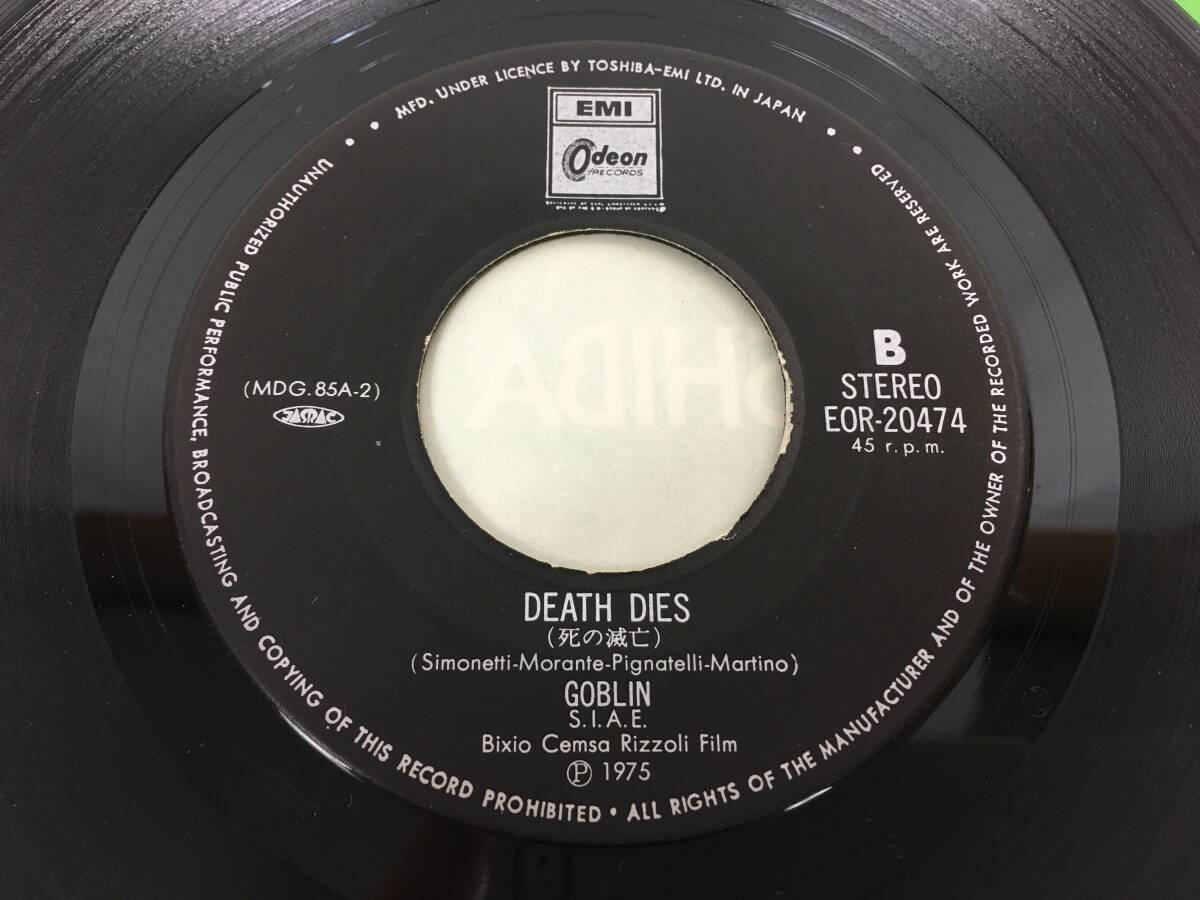 MFD. UNDER LICENCE BY TOSHIBA-EMI LTD. IN JAPAN
EMI
Odeon
RECORDS
(MDG.85A-2)
JASRAC
B
STEREO
EOR-20474
45 r.p.m.
DEATH DIES
(死の滅亡)
(Simonetti-Morante-Pignatelli-Martino)
GOBLIN
S.I.A.E.
Bixio Cemsa Rizzoli Film
Ⓟ 1975
UNAUTHORIZED PUBLIC PERFORMANCE, BROADCASTING AND COPYING OF THIS RECORD PROHIBITED • ALL RIGHTS OF THE MANUFACTURER AND OF THE OWNER OF THE RECORDED WORK ARE RESERVED